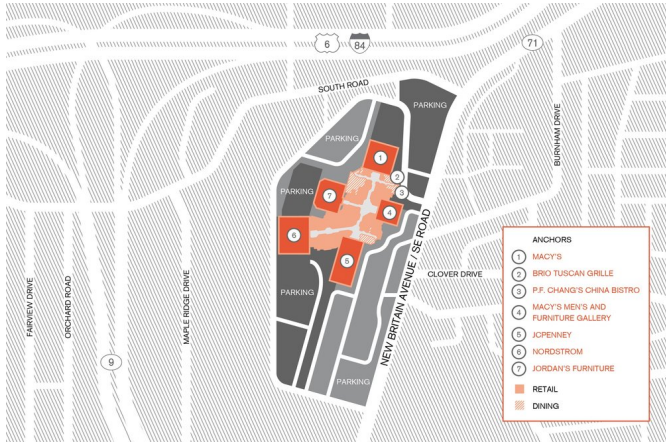 6
84
71
SOUTH ROAD
PARKING
PARKING
BURNHAM DRIVE
1
2
PARKING
7
3
4
6
5
NEW BRITAIN AVENUE / SE ROAD
CLOVER DRIVE
PARKING
PARKING
FAIRVIEW DRIVE
ORCHARD ROAD
MAPLE RIDGE DRIVE
9
ANCHORS
1 MACY'S
2 BRIO TUSCAN GRILLE
3 P.F. CHANG'S CHINA BISTRO
4 MACY'S MEN'S AND
FURNITURE GALLERY
5 JCPENNEY
6 NORDSTROM
7 JORDAN'S FURNITURE
RETAIL
DINING